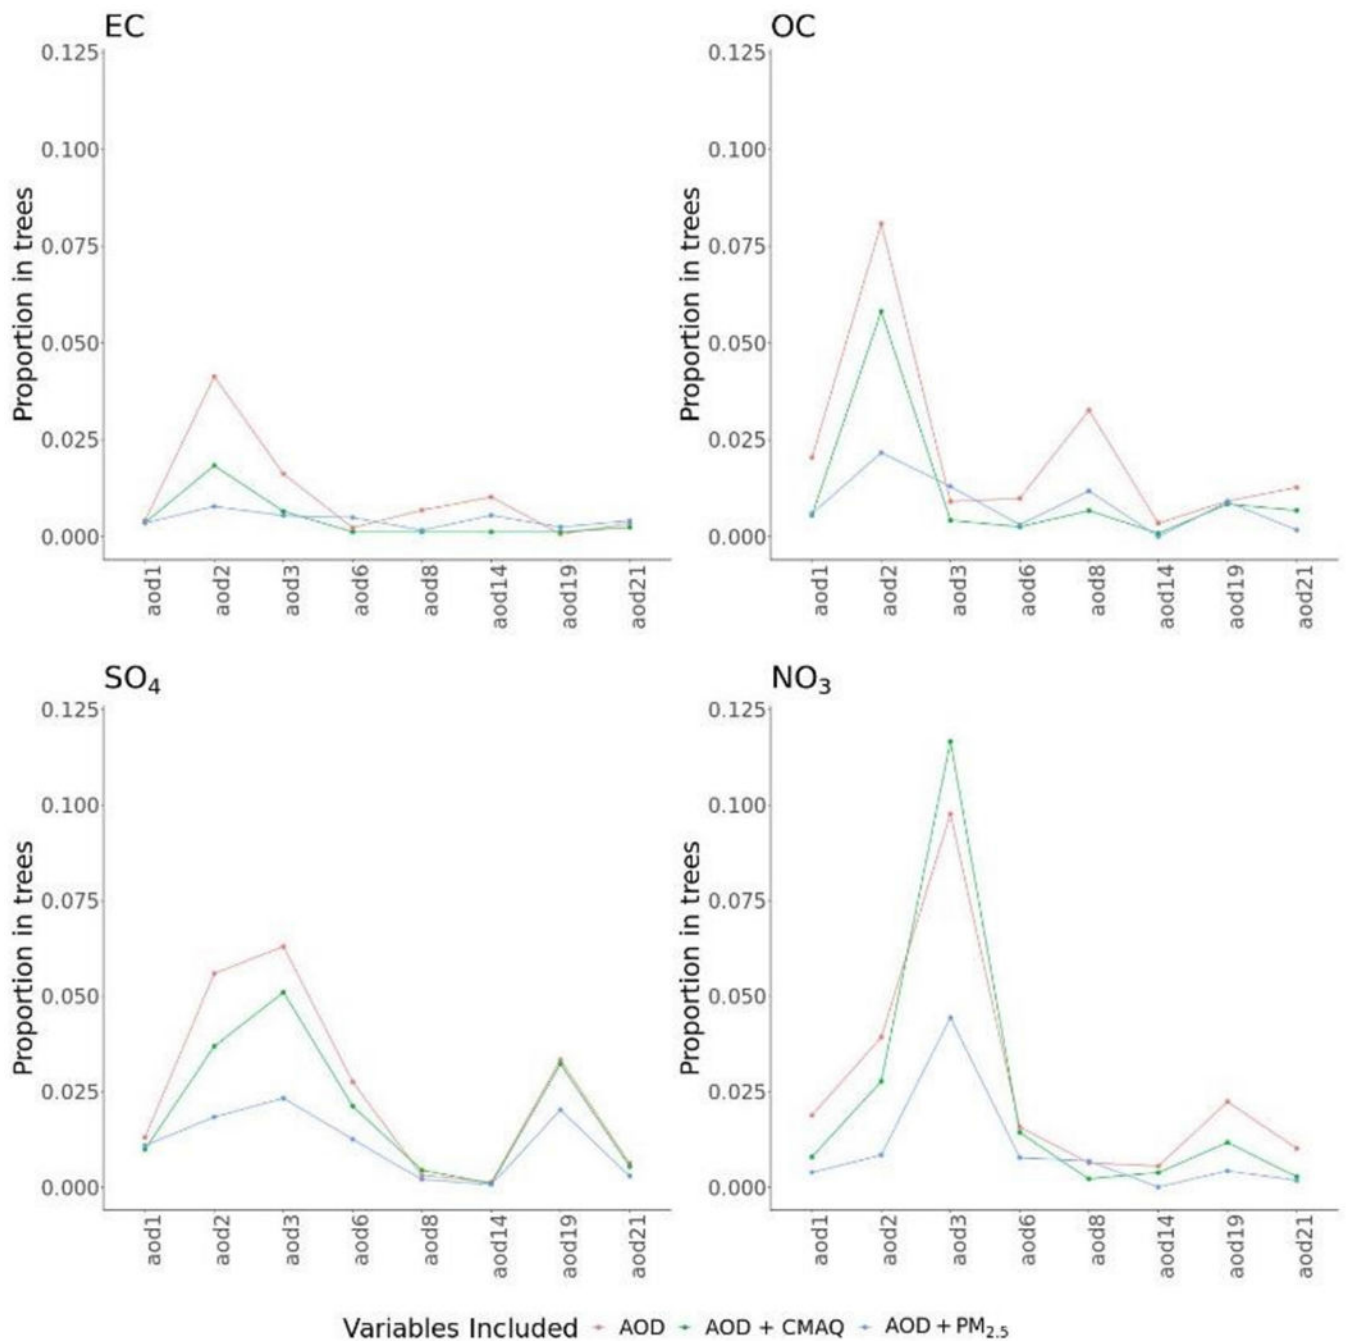 EC
0.125
0.100
0.075
0.050
0.025
0.000
Proportion in trees
aod1 aod2 aod3 aod6 aod8 aod14 aod19 aod21
OC
0.125
0.100
0.075
0.050
0.025
0.000
Proportion in trees
aod1 aod2 aod3 aod6 aod8 aod14 aod19 aod21
SO₄
0.125
0.100
0.075
0.050
0.025
0.000
Proportion in trees
aod1 aod2 aod3 aod6 aod8 aod14 aod19 aod21
NO₃
0.125
0.100
0.075
0.050
0.025
0.000
Proportion in trees
aod1 aod2 aod3 aod6 aod8 aod14 aod19 aod21
Variables Included AOD AOD + CMAQ AOD + PM₂.₅